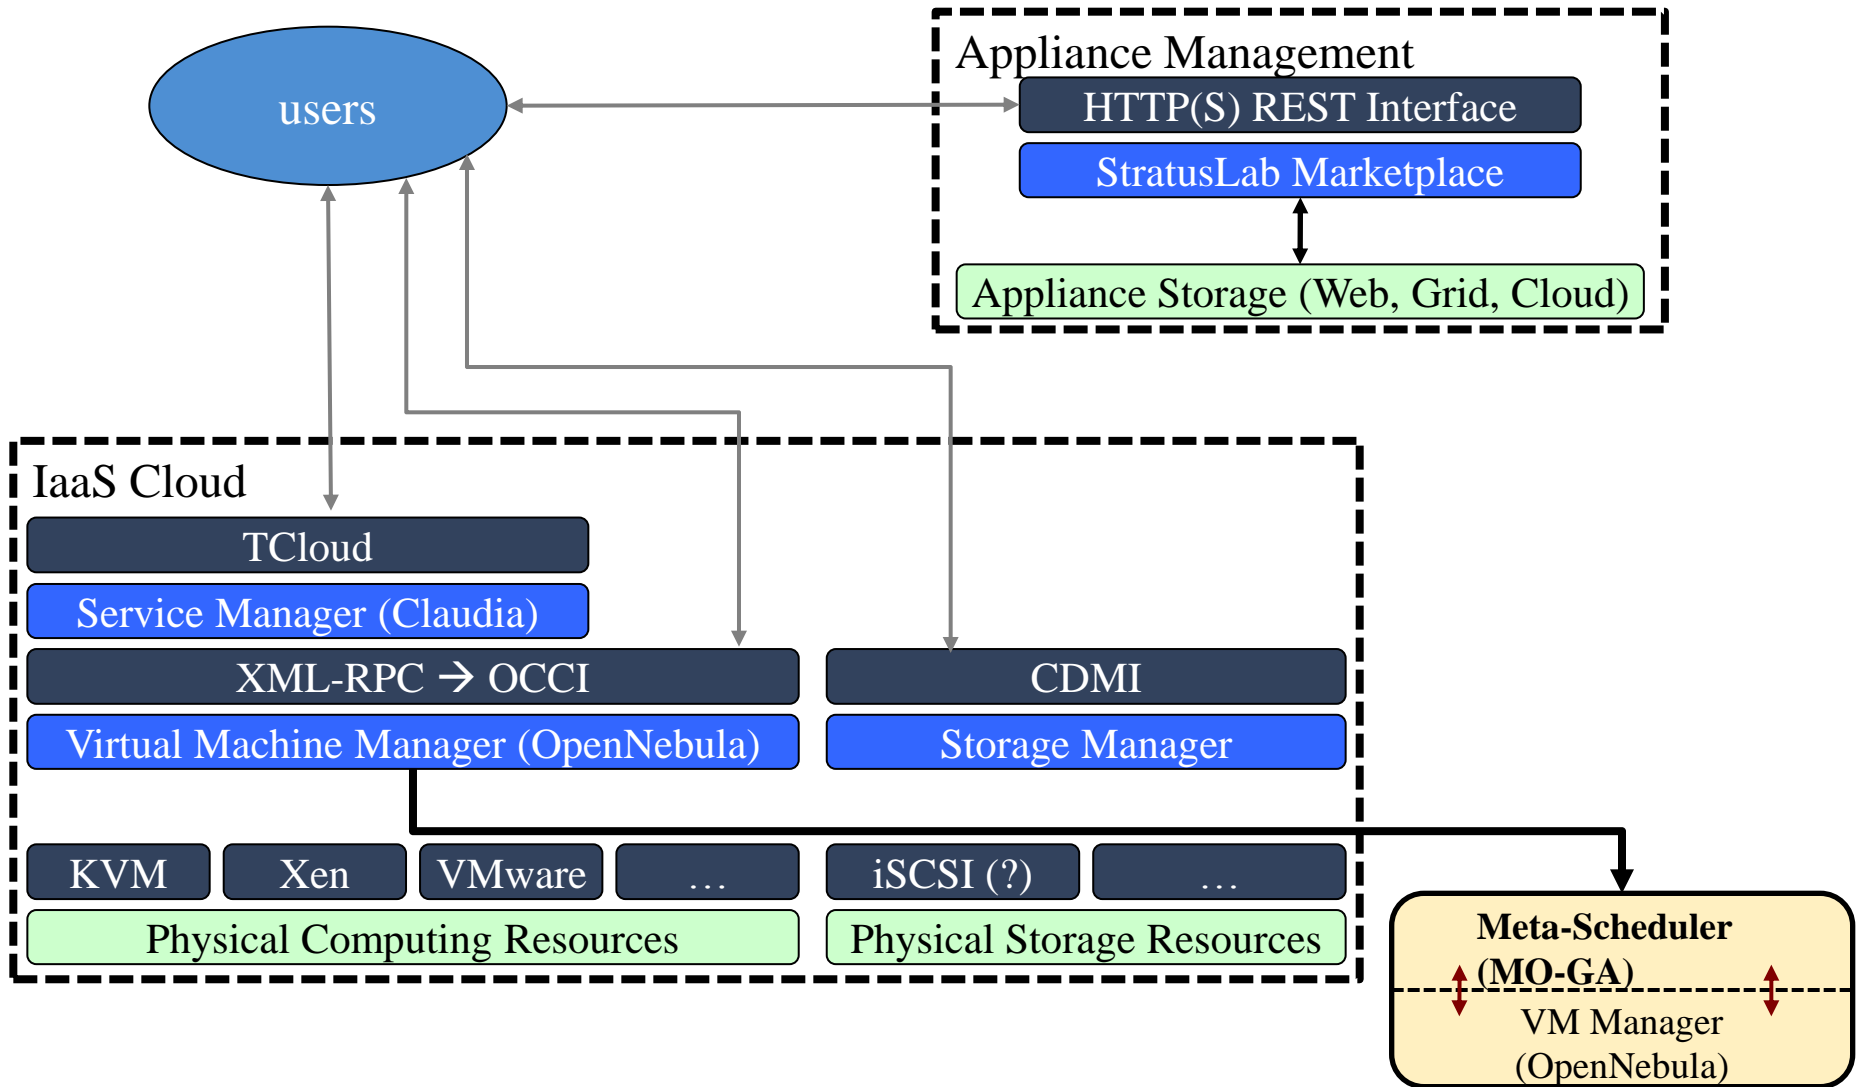 users
Appliance Management
HTTP(S) REST Interface
StratusLab Marketplace
Appliance Storage (Web, Grid, Cloud)
IaaS Cloud
TCloud
Service Manager (Claudia)
XML-RPC → OCCI
CDMI
Virtual Machine Manager (OpenNebula)
Storage Manager
KVM
Xen
VMware
…
iSCSI (?)
…
Physical Computing Resources
Physical Storage Resources
Meta-Scheduler
(MO-GA)
VM Manager
(OpenNebula)